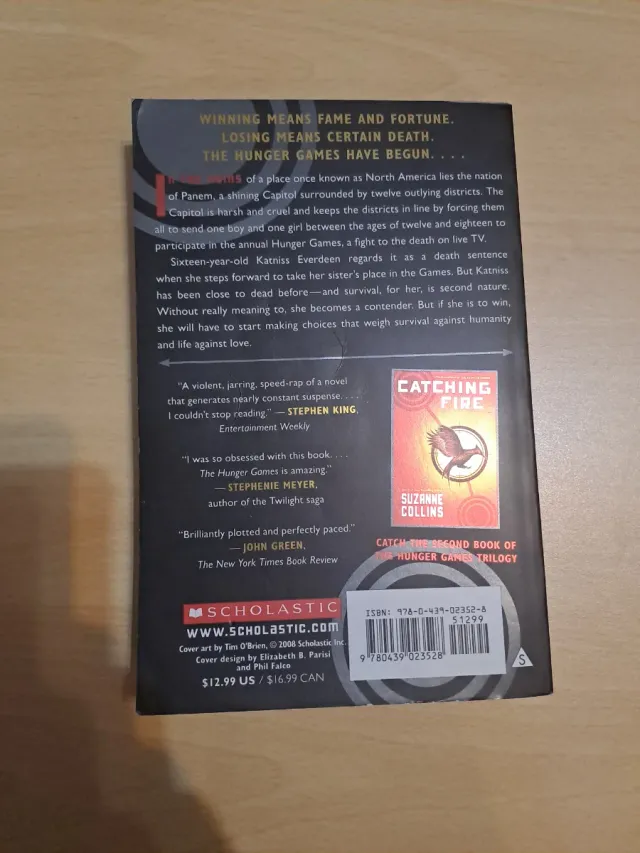 WINNING MEANS FAME AND FORTUNE.
LOSING MEANS CERTAIN DEATH.
THE HUNGER GAMES HAVE BEGUN. . . .
IN THE RUINS of a place once known as North America lies the nation
of Panem, a shining Capitol surrounded by twelve outlying districts. The
Capitol is harsh and cruel and keeps the districts in line by forcing them
all to send one boy and one girl between the ages of twelve and eighteen to
participate in the annual Hunger Games, a fight to the death on live TV.
Sixteen-year-old Katniss Everdeen regards it as a death sentence
when she steps forward to take her sister's place in the Games. But Katniss
has been close to dead before—and survival, for her, is second nature.
Without really meaning to, she becomes a contender. But if she is to win,
she will have to start making choices that weigh survival against humanity
and life against love.
"A violent, jarring, speed-rap of a novel
that generates nearly constant suspense. . . .
I couldn't stop reading." — STEPHEN KING,
Entertainment Weekly
"I was so obsessed with this book. . . .
The Hunger Games is amazing."
— STEPHENIE MEYER,
author of the Twilight saga
"Brilliantly plotted and perfectly paced."
— JOHN GREEN,
The New York Times Book Review
CATCHING
FIRE
SUZANNE
COLLINS
CATCH THE SECOND BOOK OF
THE HUNGER GAMES TRILOGY
SCHOLASTIC
www.scholastic.com
Cover art by Tim O'Brien, © 2008 Scholastic Inc.
Cover design by Elizabeth B. Parisi
and Phil Falco
$12.99 US / $16.99 CAN
ISBN: 978-0-439-02352-8
51299
9 780439 023528
S